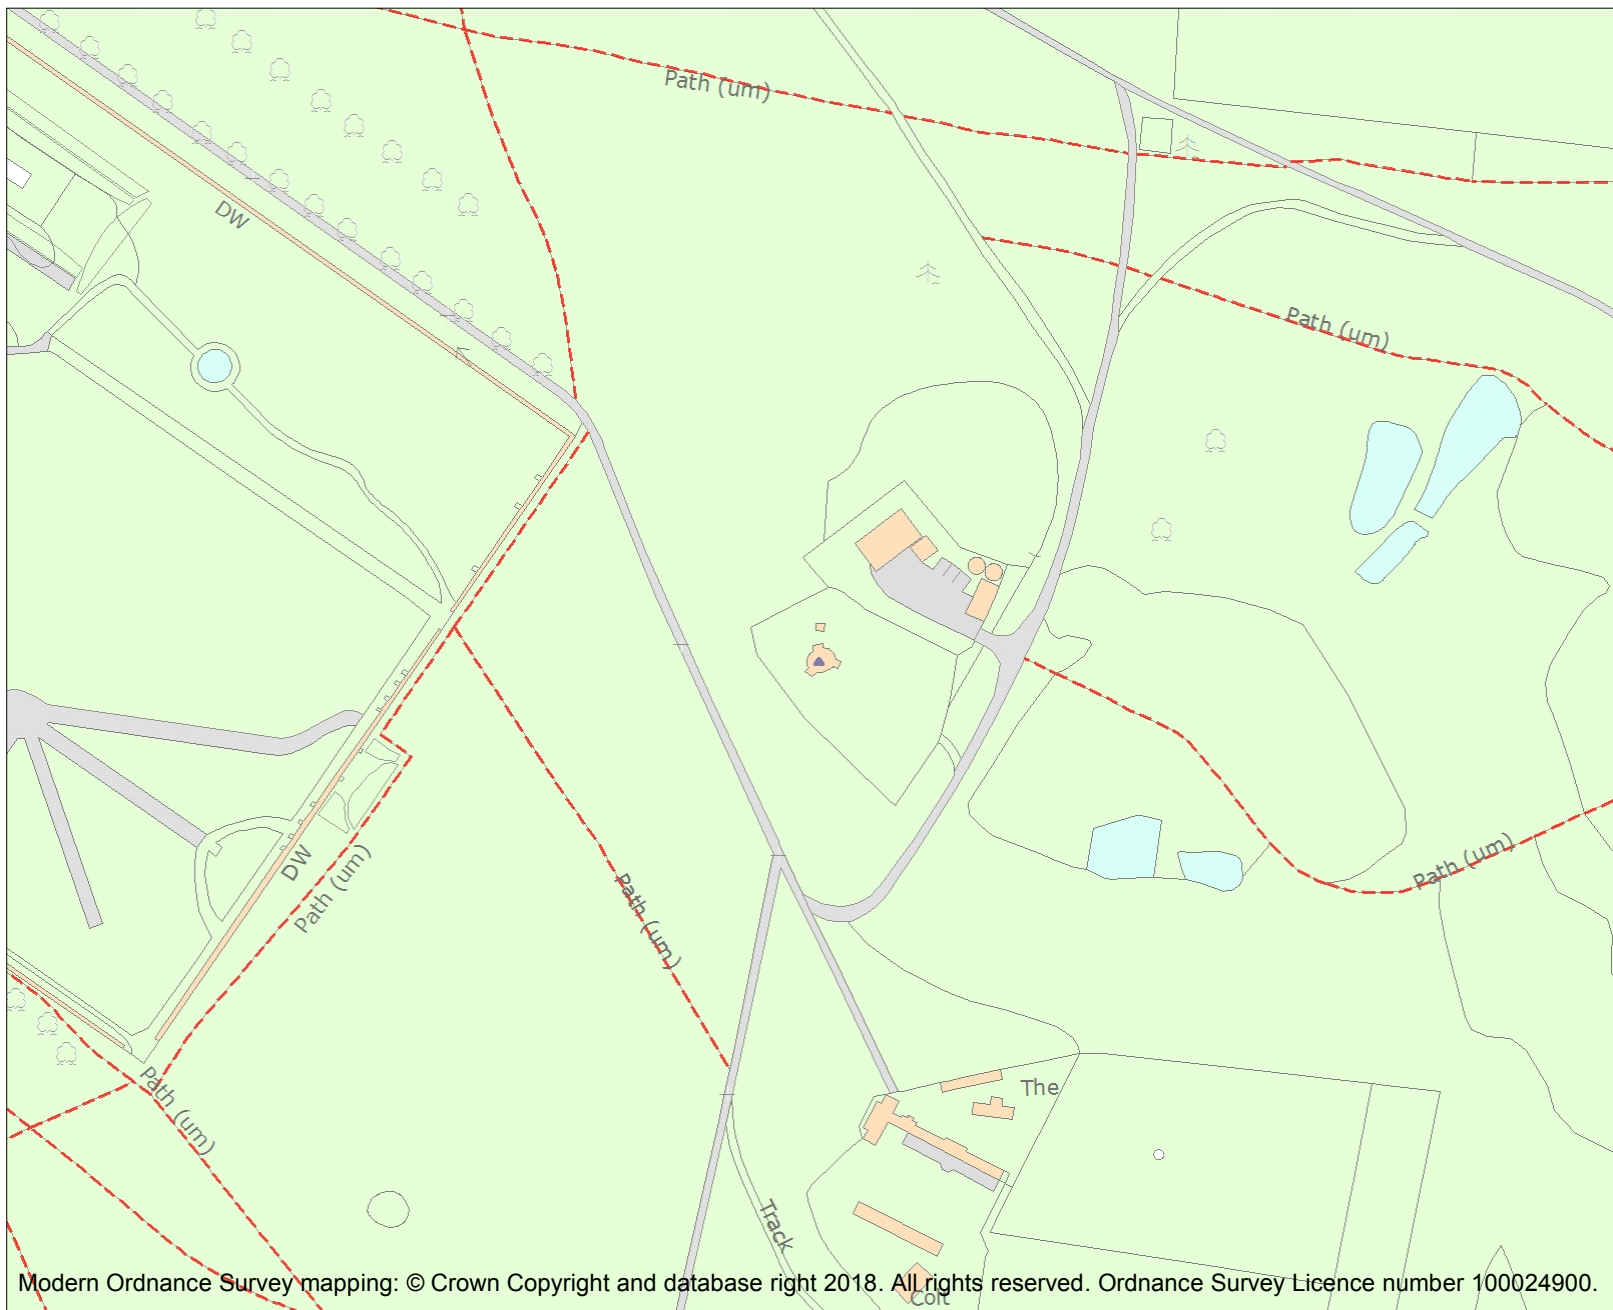 Path (um)
DW
Path (um)
DW
Path (um)
Path (um)
Path (um)
Path (um)
The
Track
Modern Ordnance Survey mapping: © Crown Copyright and database right 2018. All rights reserved. Ordnance Survey Licence number 100024900.
Colt